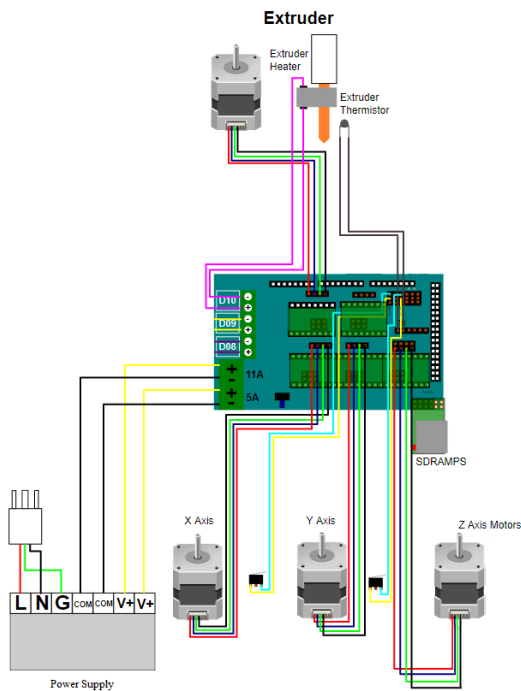 Extruder
Extruder
Heater
Extruder
Thermistor
D10
-
+
D09
-
+
D08
-
+
+
-
11A
+
-
5A
SDRAMPS
X Axis
Y Axis
Z Axis Motors
L N G COM COM V+ V+
Power Supply